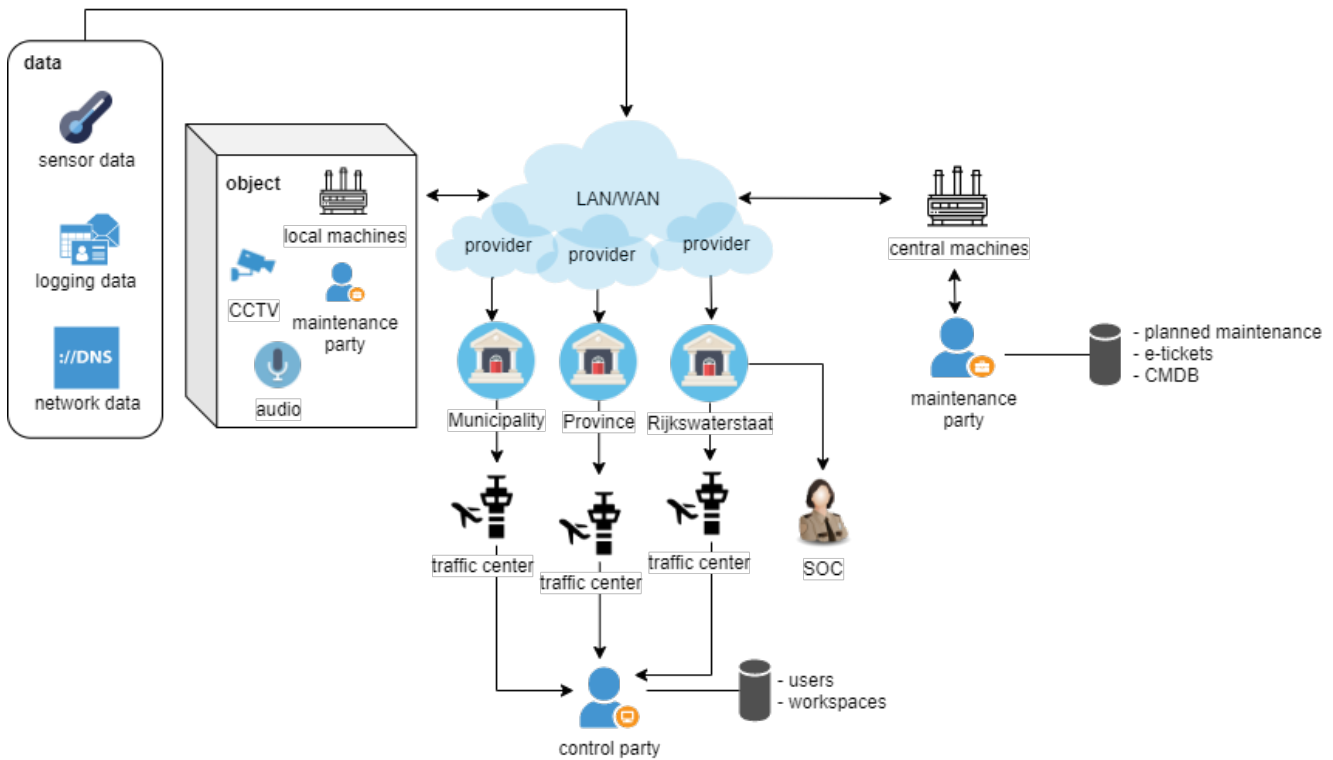 data
sensor data
logging data
://DNS
network data
object
local machines
CCTV
maintenance
party
audio
LAN/WAN
provider
provider
provider
central machines
maintenance
party
- planned maintenance
- e-tickets
- CMDB
Municipality
Province
Rijkswaterstaat
traffic center
traffic center
traffic center
SOC
control party
- users
- workspaces